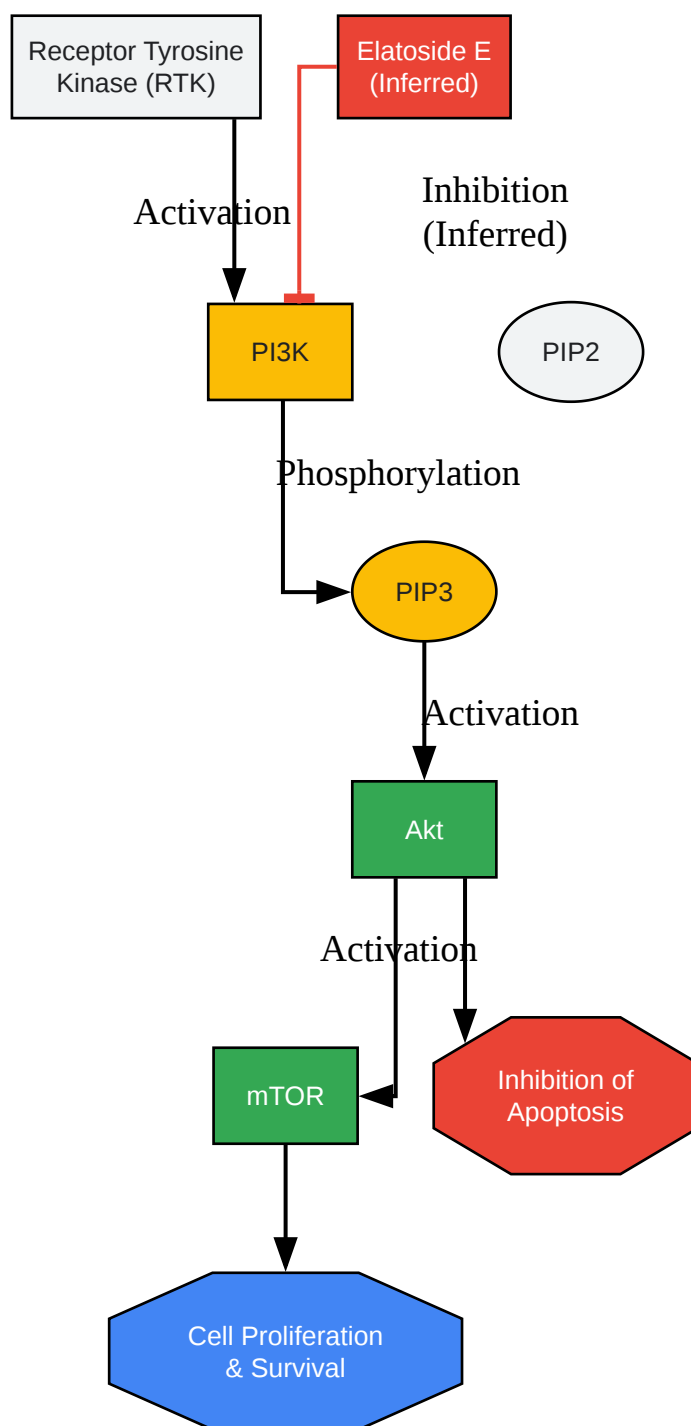 Receptor Tyrosine
Kinase (RTK)
Elatoside E
(Inferred)
Activation
Inhibition
(Inferred)
PI3K
PIP2
Phosphorylation
PIP3
Activation
Akt
Activation
mTOR
Inhibition of
Apoptosis
Cell Proliferation
& Survival